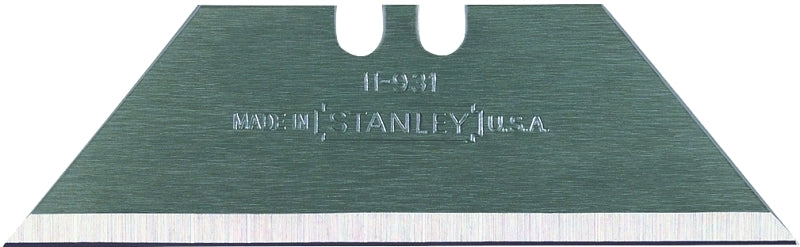 11-931
MADE IN [STANLEY] U.S.A.